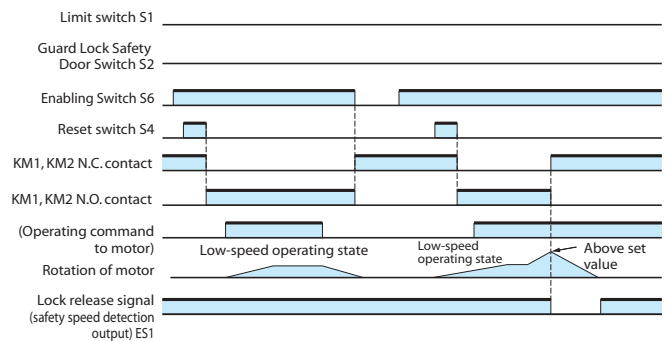 Limit switch S1
Guard Lock Safety
Door Switch S2
Enabling Switch S6
Reset switch S4
KM1, KM2 N.C. contact
KM1, KM2 N.O. contact
(Operating command
to motor)
Low-speed operating state
Low-speed
operating state
Above set
value
Rotation of motor
Lock release signal
(safety speed detection
output) ES1